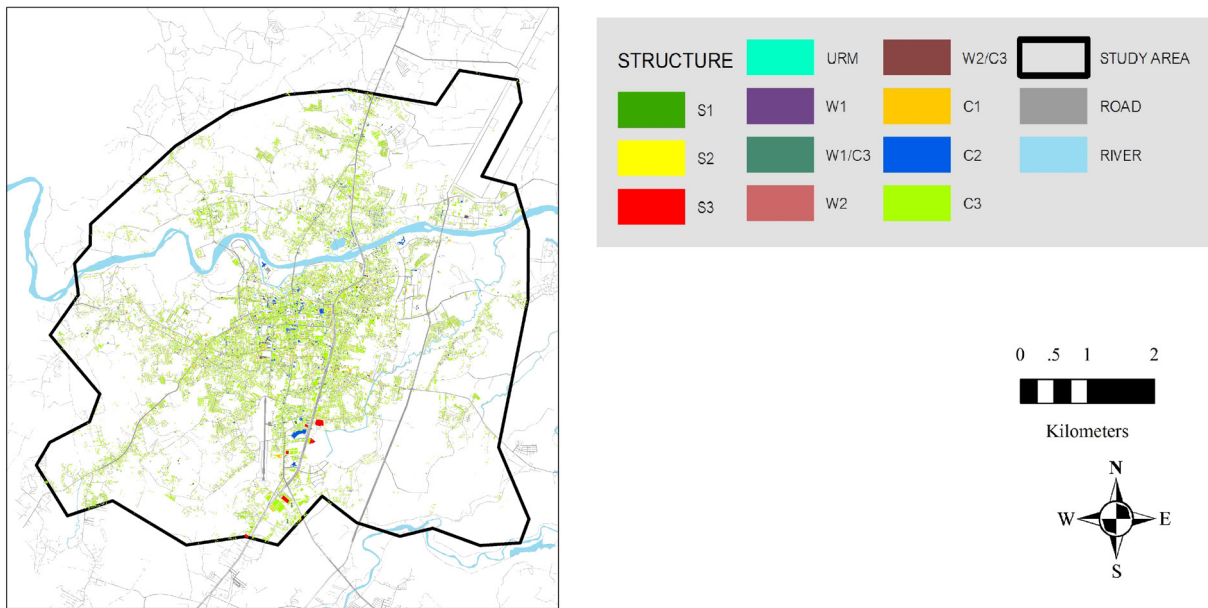 STRUCTURE
S1
S2
S3
URM
W1
W1/C3
W2
W2/C3
C1
C2
C3
STUDY AREA
ROAD
RIVER
0 .5 1 2
Kilometers
N
W E
S